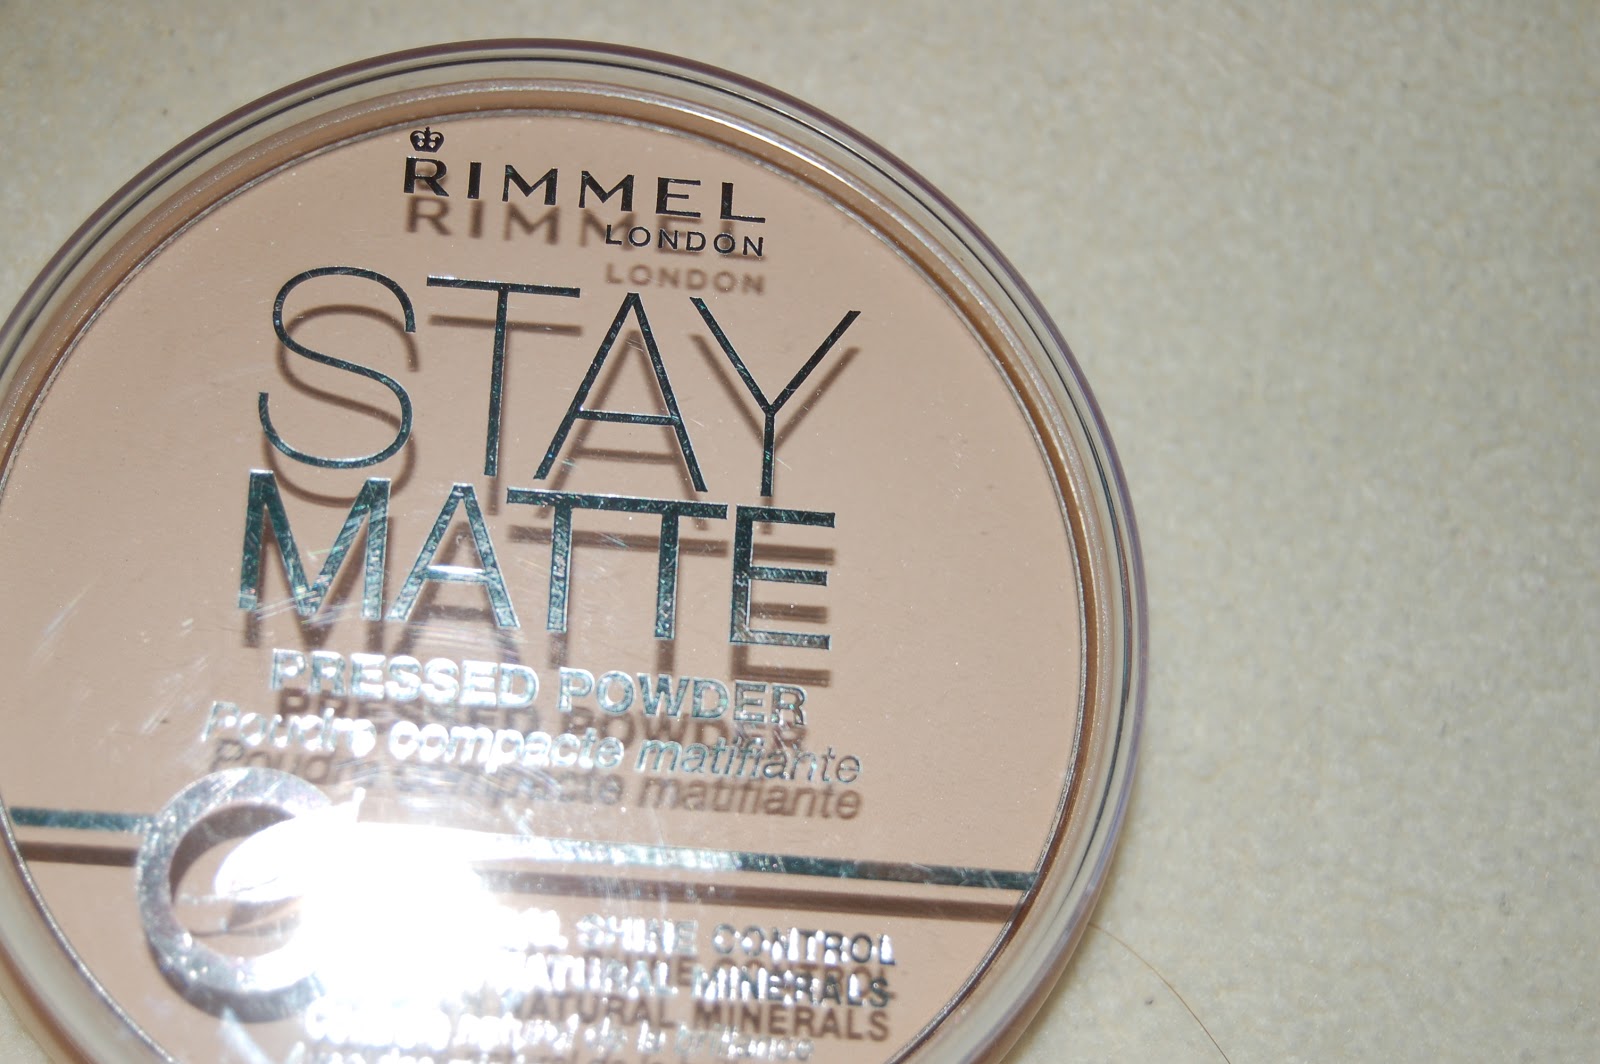 RIMMEL
LONDON
STAY
MATTE
PRESSED POWDER
Poudre compacte matifiante
SHINE CONTROL
NATURAL MINERALS